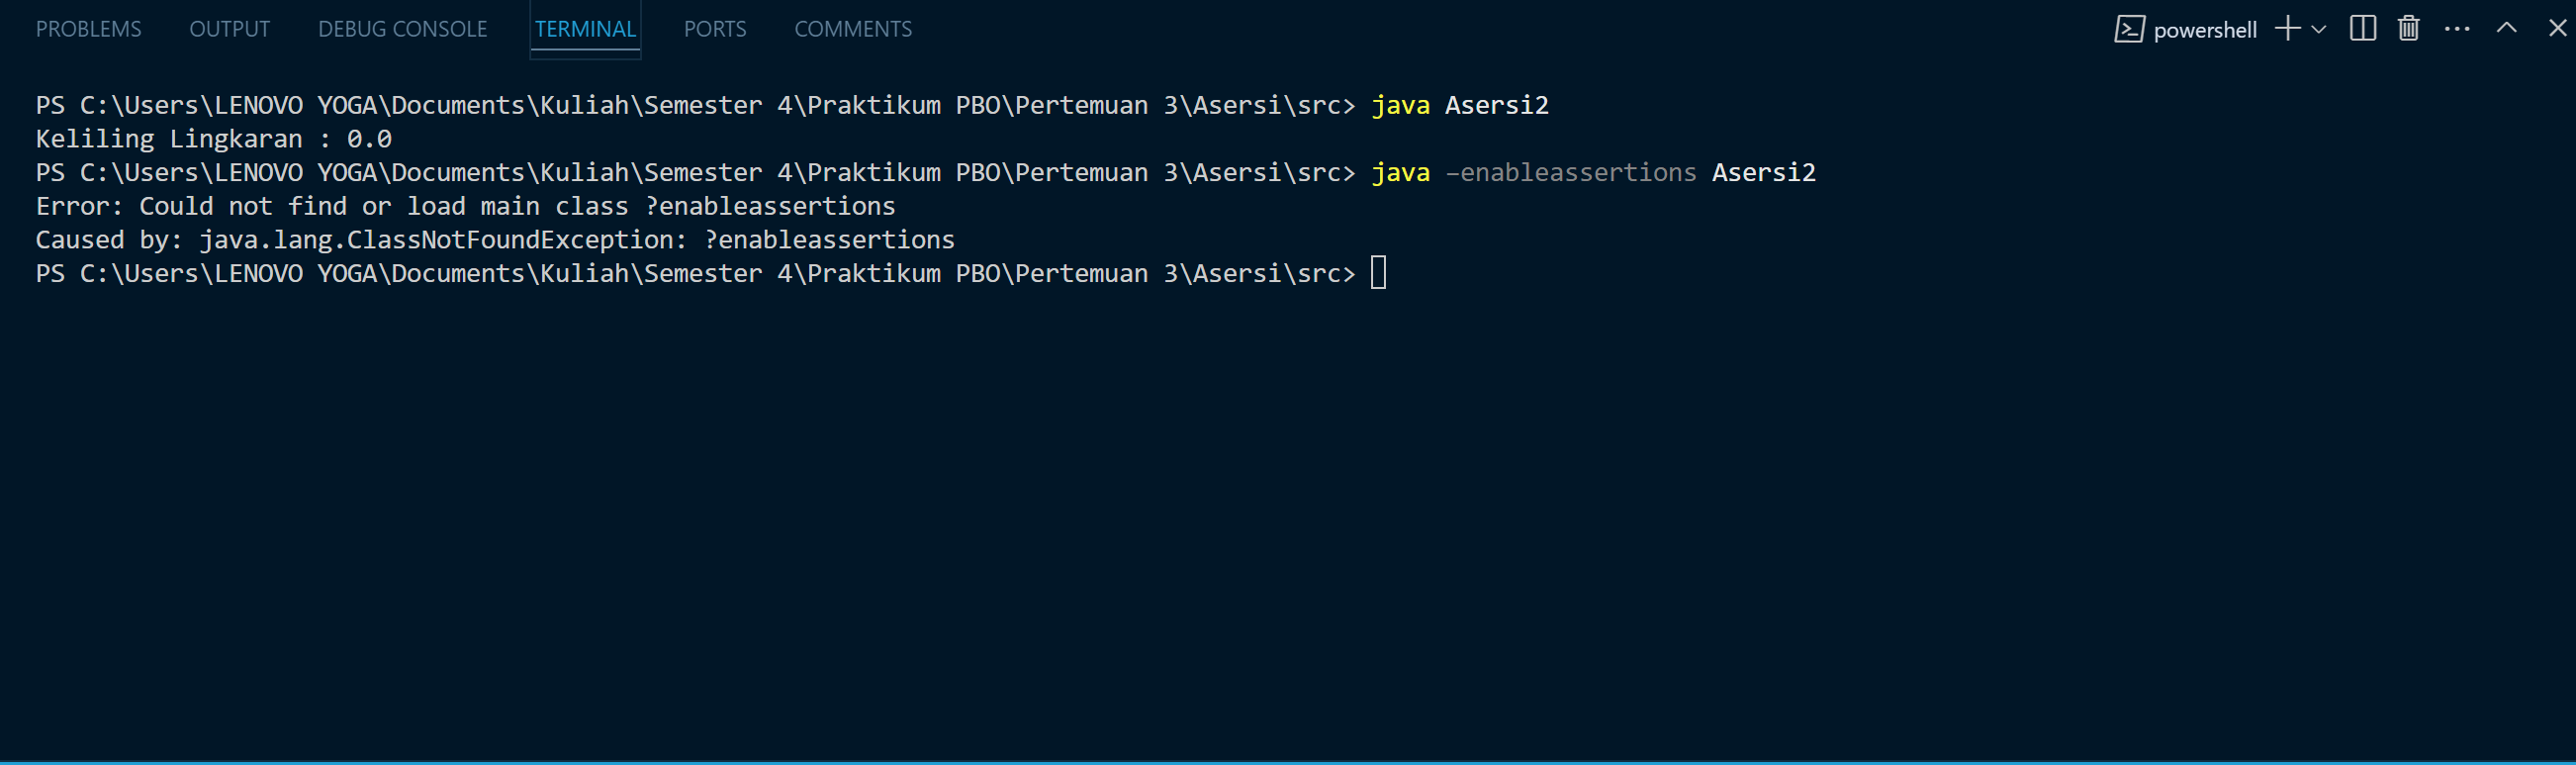 PROBLEMS OUTPUT DEBUG CONSOLE TERMINAL PORTS COMMENTS powershell
PS C:\Users\LENOVO YOGA\Documents\Kuliah\Semester 4\Praktikum PBO\Pertemuan 3\Asersi\src> java Asersi2
Keliling Lingkaran : 0.0
PS C:\Users\LENOVO YOGA\Documents\Kuliah\Semester 4\Praktikum PBO\Pertemuan 3\Asersi\src> java –enableassertions Asersi2
Error: Could not find or load main class ?enableassertions
Caused by: java.lang.ClassNotFoundException: ?enableassertions
PS C:\Users\LENOVO YOGA\Documents\Kuliah\Semester 4\Praktikum PBO\Pertemuan 3\Asersi\src>